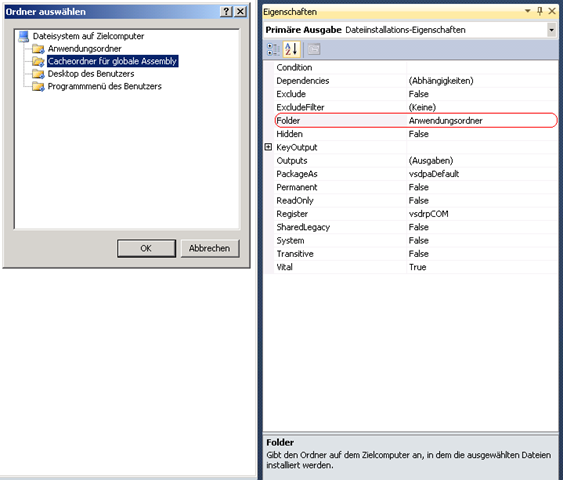 Ordner auswählen
Dateisystem auf Zielcomputer
Anwendungsordner
Cacheordner für globale Assembly
Desktop des Benutzers
Programmmenü des Benutzers
OK
Abbrechen
Eigenschaften
Primäre Ausgabe Dateiinstallations-Eigenschaften
Condition
Dependencies (Abhängigkeiten)
Exclude False
ExcludeFilter (Keine)
Folder Anwendungsordner
Hidden False
KeyOutput
Outputs (Ausgaben)
PackageAs vsdpaDefault
Permanent False
ReadOnly False
Register vsdrpCOM
SharedLegacy False
System False
Transitive False
Vital True
Folder
Gibt den Ordner auf dem Zielcomputer an, in dem die ausgewählten Dateien
installiert werden.